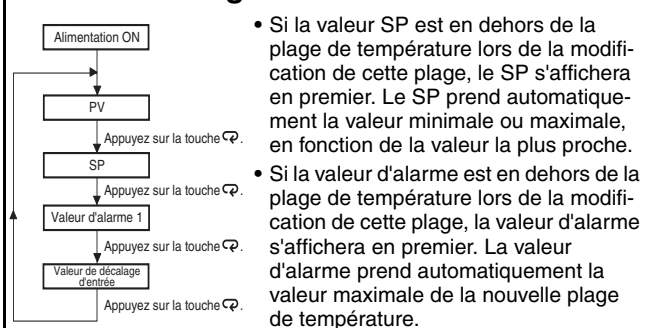 Alimentation ON
PV
Appuyez sur la touche
SP
Appuyez sur la touche
Valeur d'alarme 1
Appuyez sur la touche
Valeur de décalage
d'entrée
Appuyez sur la touche
• Si la valeur SP est en dehors de la
plage de température lors de la modifi-
cation de cette plage, le SP s'affichera
en premier. Le SP prend automatique-
ment la valeur minimale ou maximale,
en fonction de la valeur la plus proche.
• Si la valeur d'alarme est en dehors de la
plage de température lors de la modifi-
cation de cette plage, la valeur d'alarme
s'affichera en premier. La valeur
d'alarme prend automatiquement la
valeur maximale de la nouvelle plage
de température.